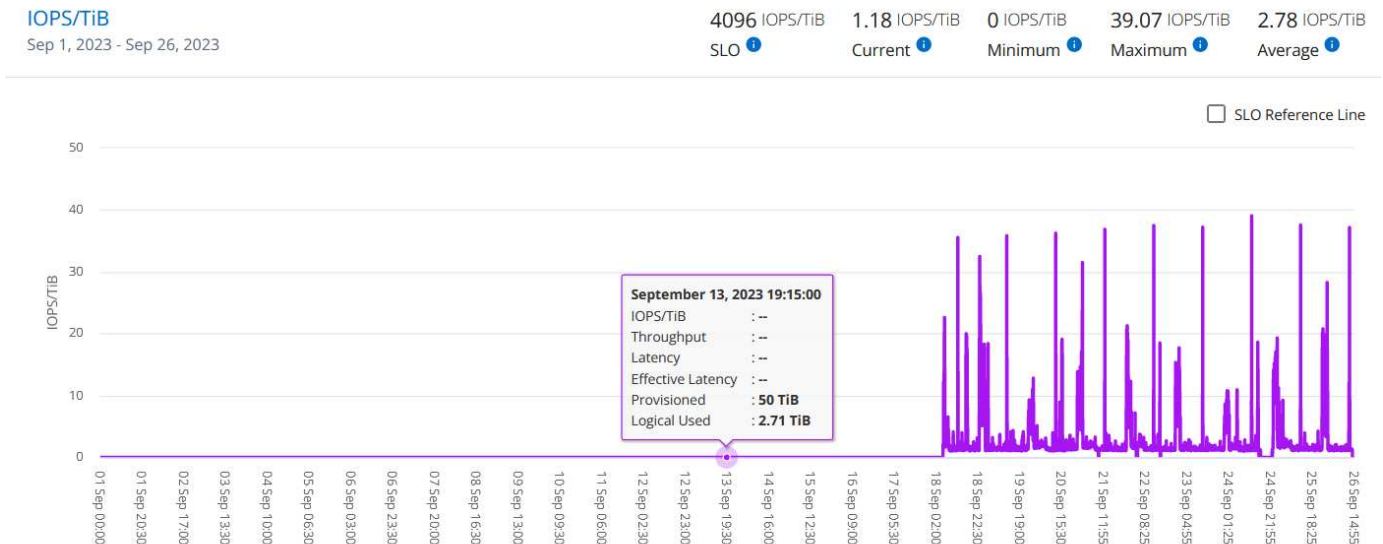 IOPS/TiB
Sep 1, 2023 - Sep 26, 2023
4096 IOPS/TiB
SLO
1.18 IOPS/TiB
Current
0 IOPS/TiB
Minimum
39.07 IOPS/TiB
Maximum
2.78 IOPS/TiB
Average
SLO Reference Line
IOPS/TiB
50
40
30
20
10
0
September 13, 2023 19:15:00
IOPS/TiB : --
Throughput : --
Latency : --
Effective Latency : --
Provisioned : 50 TiB
Logical Used : 2.71 TiB
01 Sep 00:00
01 Sep 20:30
02 Sep 17:00
03 Sep 13:30
04 Sep 10:00
05 Sep 06:30
06 Sep 03:00
06 Sep 23:30
07 Sep 20:00
08 Sep 16:30
09 Sep 13:00
10 Sep 09:30
11 Sep 06:00
12 Sep 02:30
12 Sep 23:00
13 Sep 19:30
14 Sep 16:00
15 Sep 12:30
16 Sep 09:00
17 Sep 05:30
18 Sep 02:00
18 Sep 22:30
19 Sep 19:00
20 Sep 15:30
21 Sep 11:55
22 Sep 08:25
23 Sep 04:55
24 Sep 01:25
24 Sep 21:55
25 Sep 18:25
26 Sep 14:55